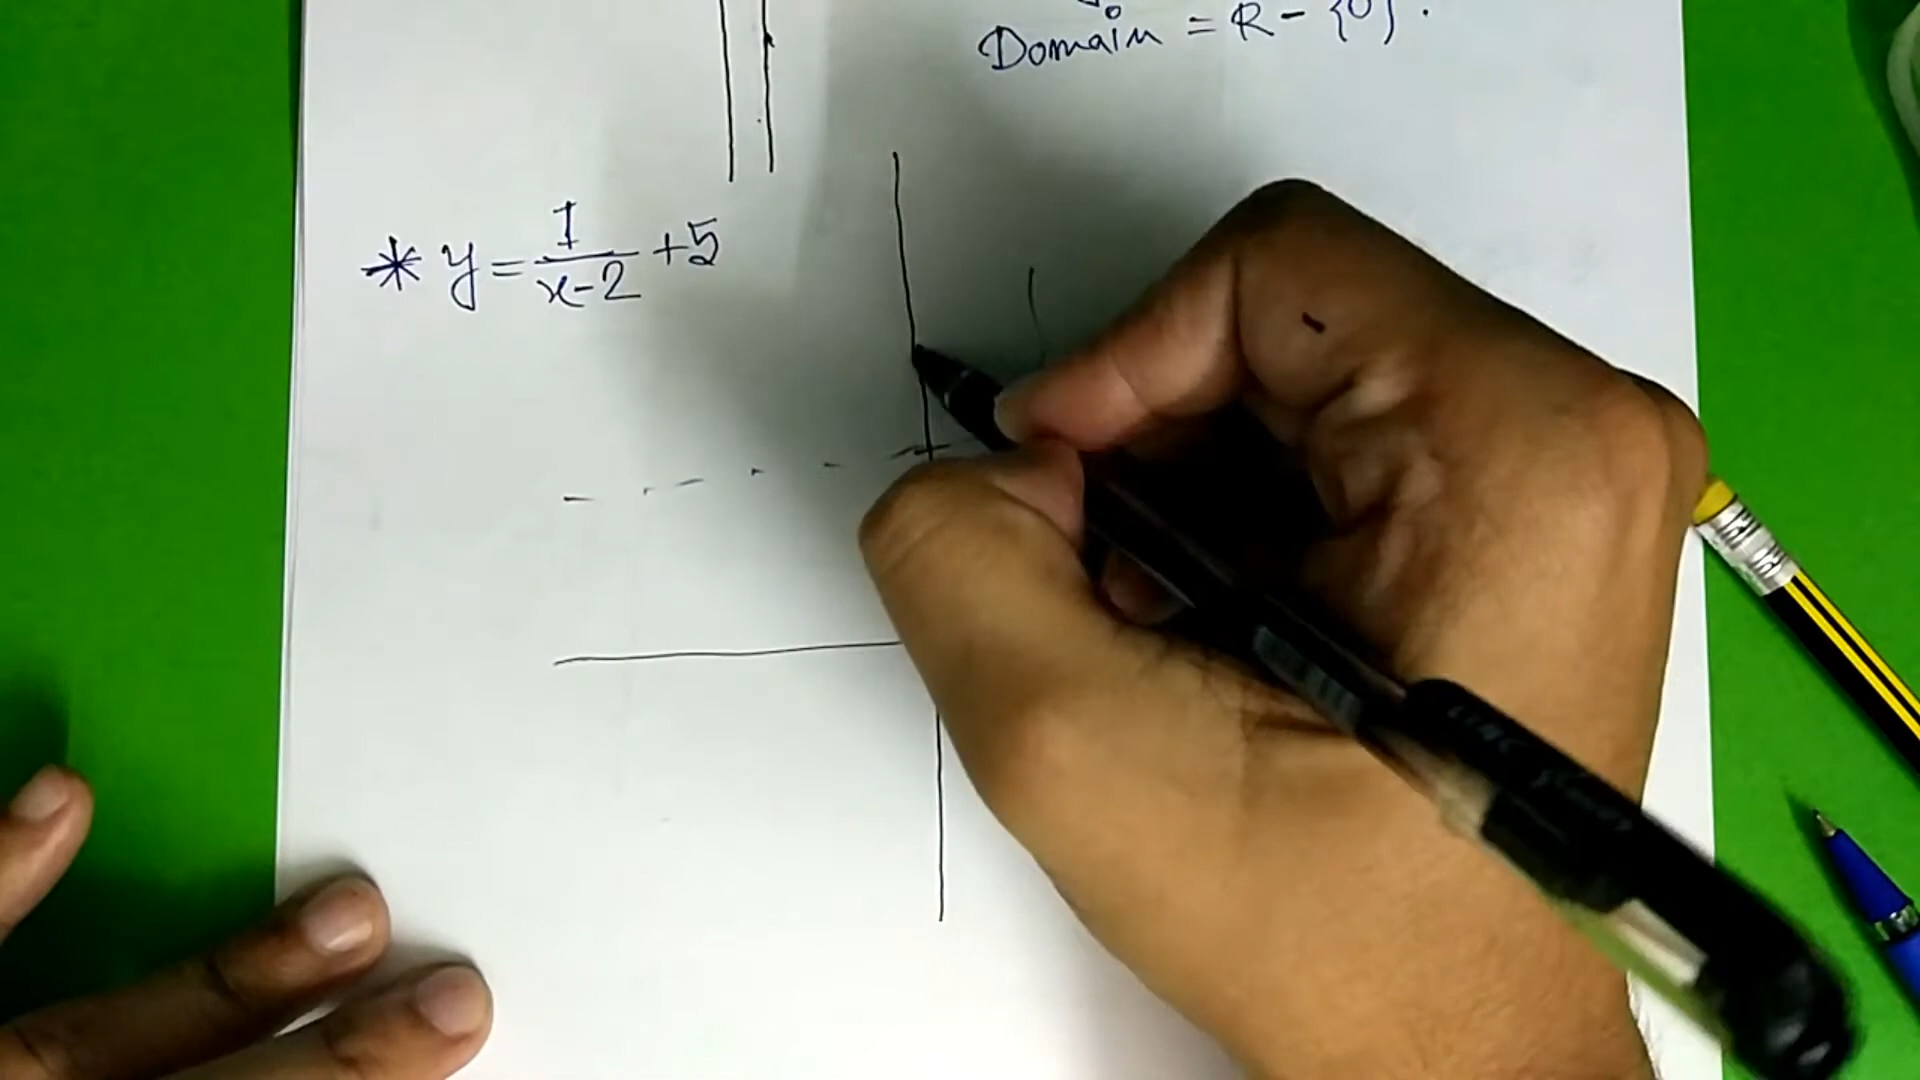 Domain = R - {0}.
* y = 1/(x-2) + 5